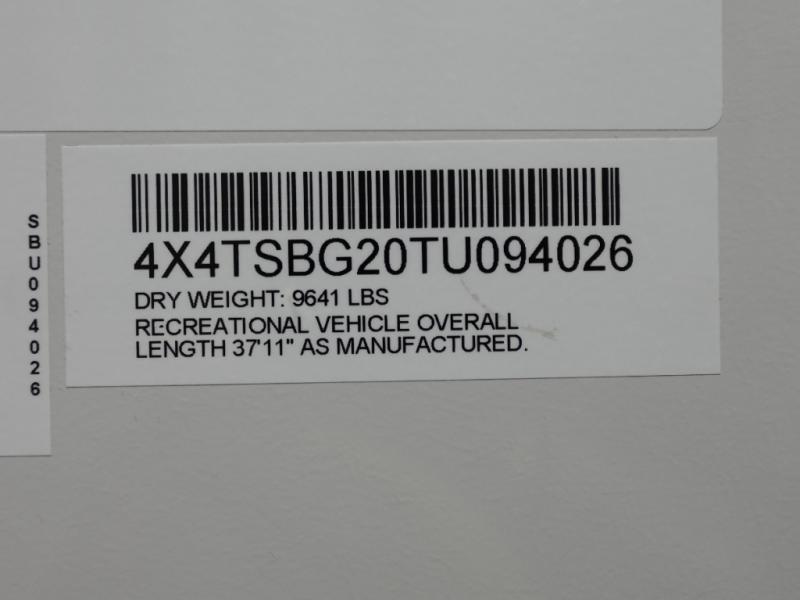 4X4TSBG20TU094026
DRY WEIGHT: 9641 LBS
RECREATIONAL VEHICLE OVERALL
LENGTH 37'11" AS MANUFACTURED.
SBU094026